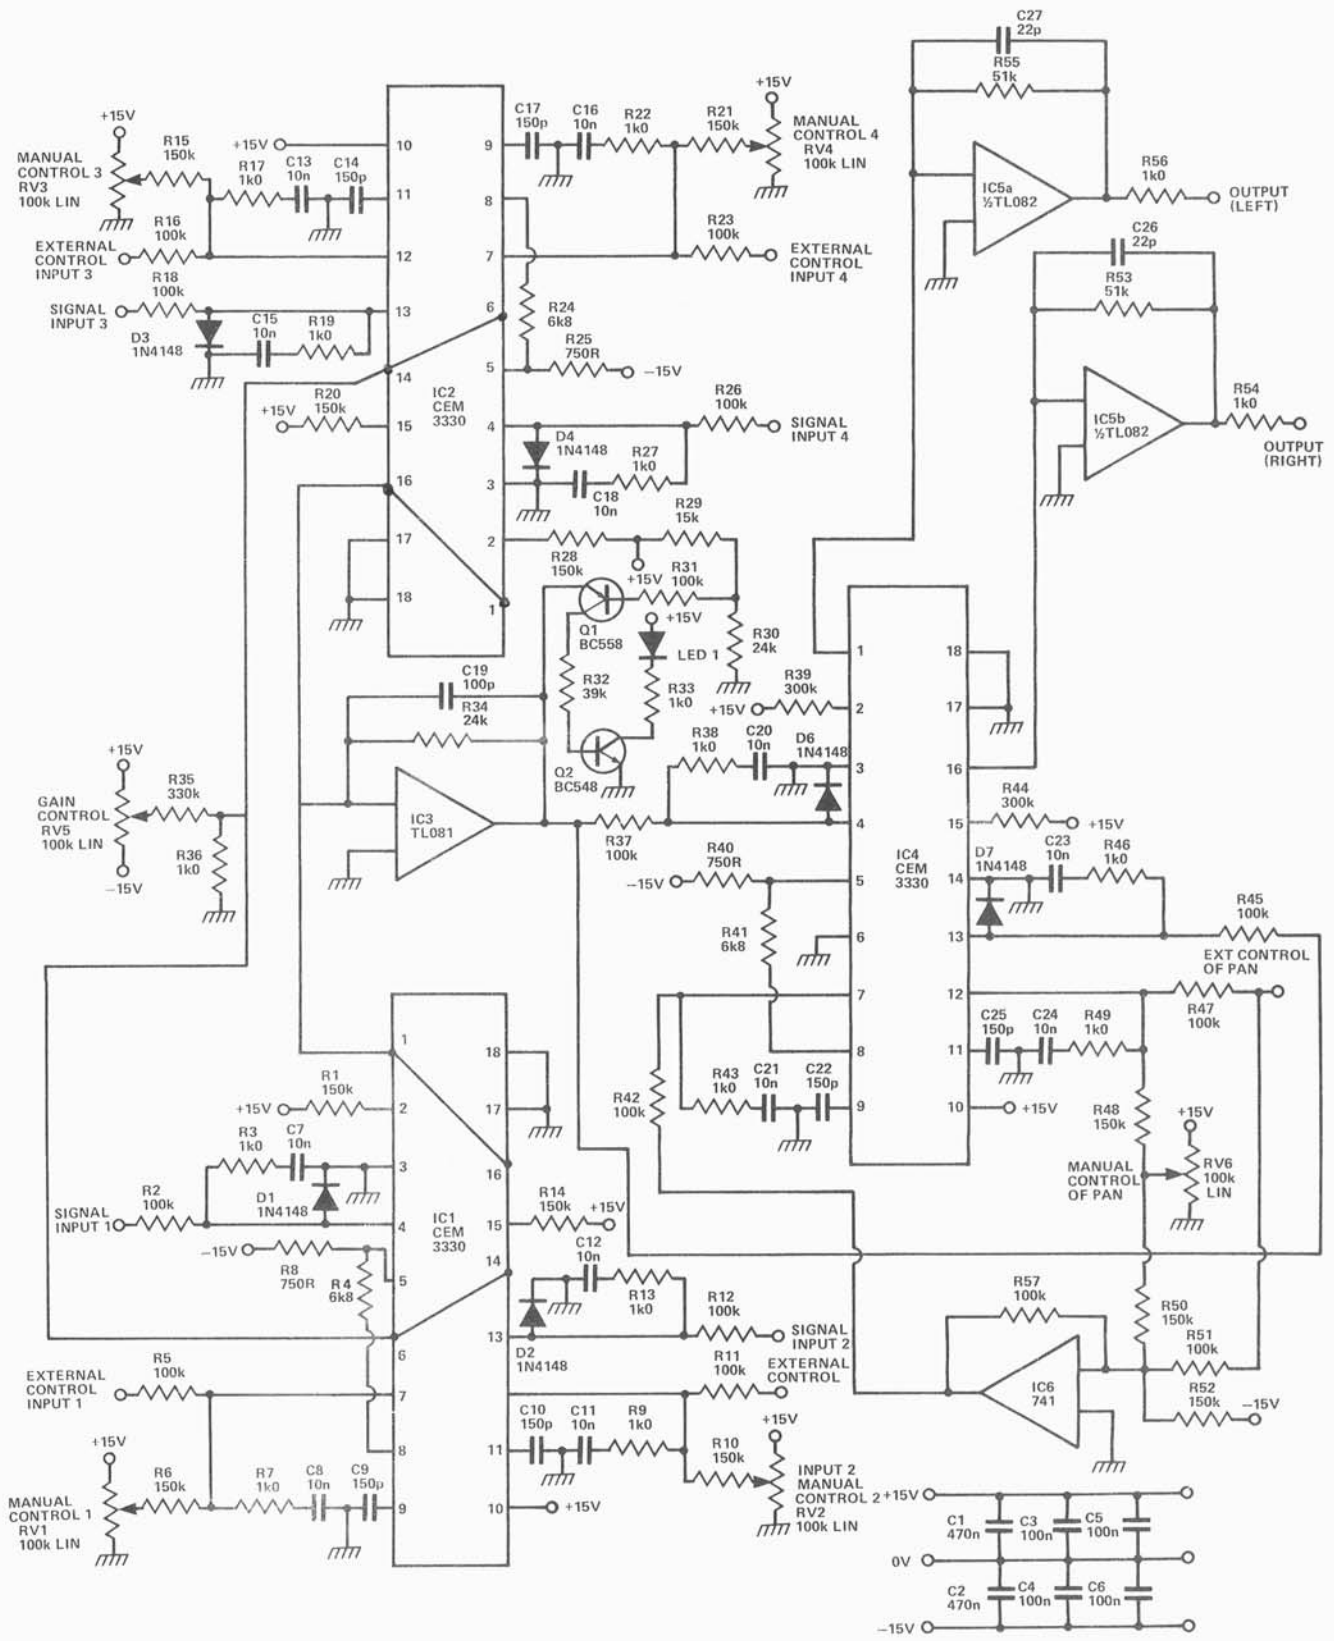 C27
22p
R55
51k
IC5a
½TL082
R56
1k0
OUTPUT
(LEFT)
C26
22p
R53
51k
IC5b
½TL082
R54
1k0
OUTPUT
(RIGHT)
+15V
MANUAL
CONTROL 3
RV3
100k LIN
R15
150k
R17
1k0
C13
10n
C14
150p
+15V
EXTERNAL
CONTROL
INPUT 3
R16
100k
SIGNAL
INPUT 3
R18
100k
D3
1N4148
C15
10n
R19
1k0
R20
150k
+15V
10
11
12
13
14
15
16
17
18
IC2
CEM
3330
9
8
7
6
5
4
3
2
1
C17
150p
C16
10n
R22
1k0
R21
150k
+15V
MANUAL
CONTROL 4
RV4
100k LIN
R23
100k
EXTERNAL
CONTROL
INPUT 4
R24
6k8
R25
750R
−15V
R26
100k
SIGNAL
INPUT 4
D4
1N4148
R27
1k0
C18
10n
R29
15k
R28
150k
+15V
R31
100k
Q1
BC558
+15V
LED 1
R30
24k
R32
39k
R33
1k0
Q2
BC548
C19
100p
R34
24k
IC3
TL081
+15V
GAIN
CONTROL
RV5
100k LIN
−15V
R35
330k
R36
1k0
R37
100k
R38
1k0
C20
10n
D6
1N4148
R39
300k
+15V
R40
750R
−15V
R41
6k8
R42
100k
R43
1k0
C21
10n
C22
150p
1
2
3
4
5
6
7
8
9
IC4
CEM
3330
18
17
16
15
14
13
12
11
10
R44
300k
+15V
D7
1N4148
C23
10n
R46
1k0
R45
100k
EXT CONTROL
OF PAN
R47
100k
C25
150p
C24
10n
R49
1k0
+15V
R48
150k
MANUAL
CONTROL
OF PAN
+15V
RV6
100k
LIN
R50
150k
R51
100k
R52
150k
−15V
R57
100k
IC6
741
R1
150k
+15V
R3
1k0
C7
10n
D1
1N4148
SIGNAL
INPUT 1
R2
100k
−15V
R8
750R
R4
6k8
EXTERNAL
CONTROL
INPUT 1
R5
100k
+15V
MANUAL
CONTROL 1
RV1
100k LIN
R6
150k
R7
1k0
C8
10n
C9
150p
1
2
3
4
5
6
7
8
9
IC1
CEM
3330
18
17
16
15
14
13
11
10
R14
150k
+15V
C12
10n
R13
1k0
D2
1N4148
R12
100k
SIGNAL
INPUT 2
R11
100k
EXTERNAL
CONTROL
C10
150p
C11
10n
R9
1k0
R10
150k
+15V
INPUT 2
MANUAL
CONTROL 2
RV2
100k LIN
+15V
+15V
C1
470n
C3
100n
C5
100n
0V
C2
470n
C4
100n
C6
100n
−15V